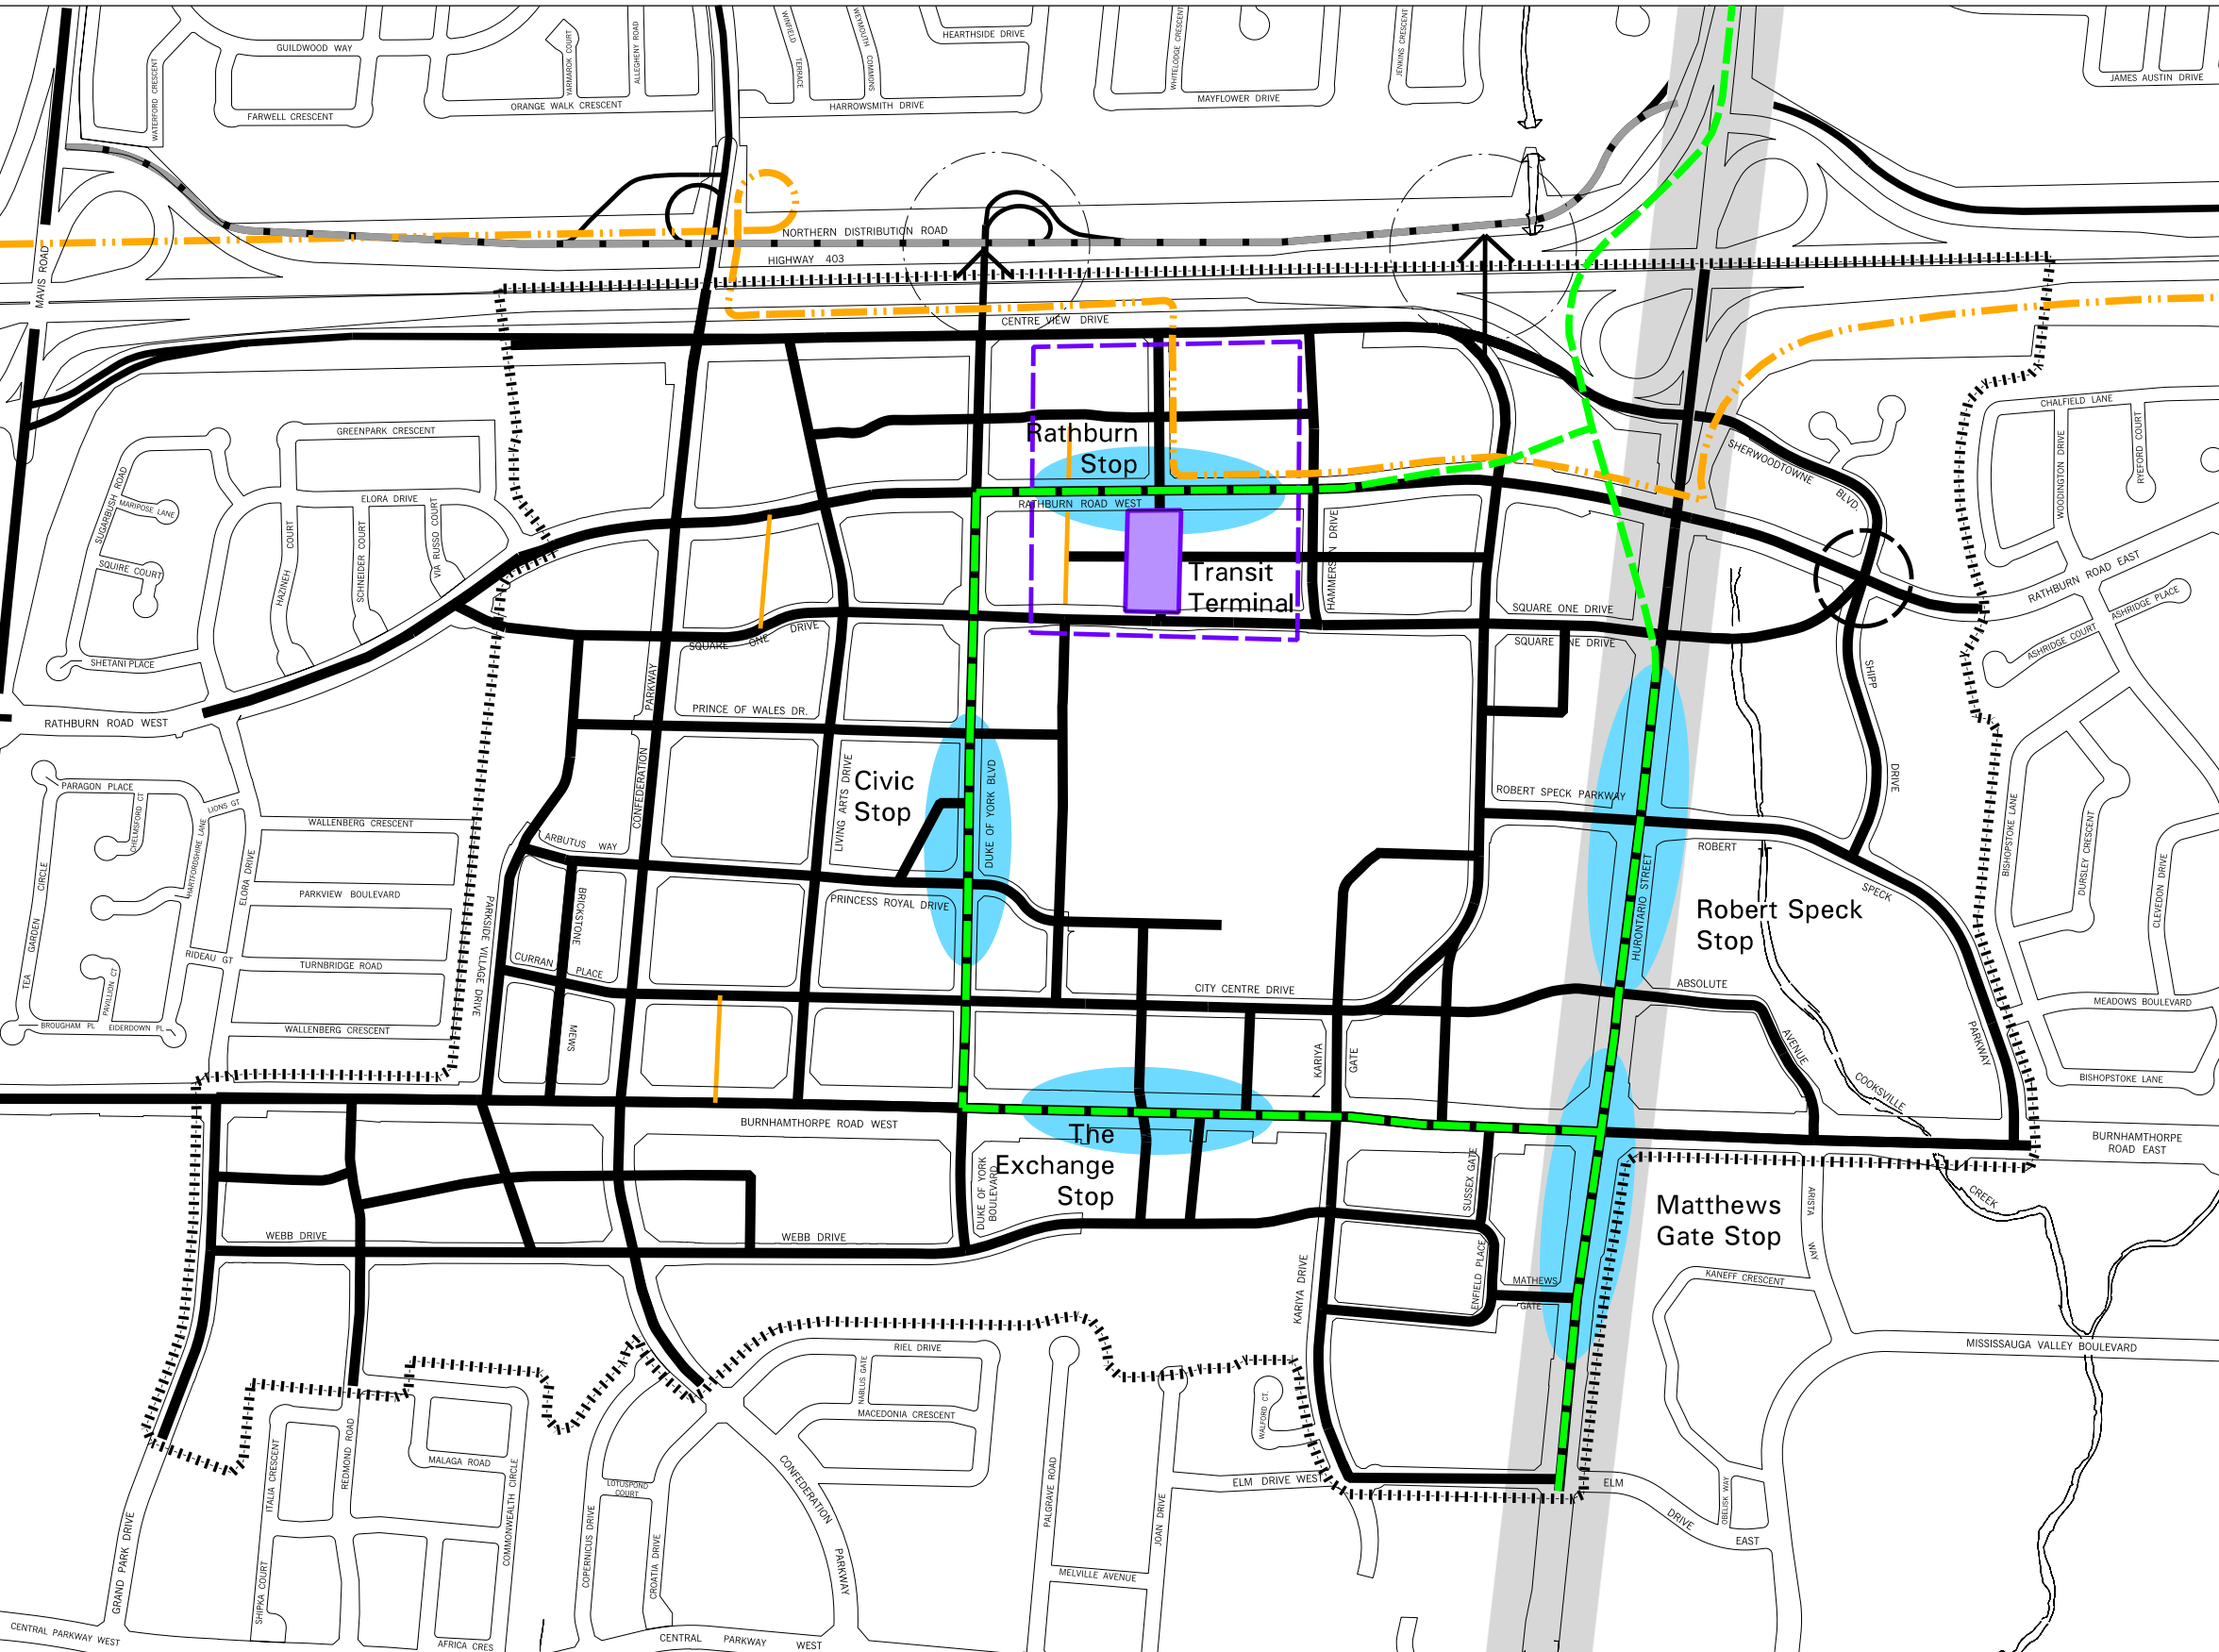 GUILDWOOD WAY
WATERFORD CRESCENT
FARWELL CRESCENT
YARMAROK COURT
ALLEGHENY ROAD
ORANGE WALK CRESCENT
WINFIELD
TERRACE
WEYMOUTH
COMMONS
HEARTHSIDE DRIVE
HARROWSMITH DRIVE
WHITELODGE CRESCENT
MAYFLOWER DRIVE
JENKINS CRESCENT
JAMES AUSTIN DRIVE
MAVIS ROAD
NORTHERN DISTRIBUTION ROAD
HIGHWAY 403
CENTRE VIEW DRIVE
GREENPARK CRESCENT
ELORA DRIVE
SUGARBUSH ROAD
MARIPOSE LANE
SQUIRE COURT
HAZINEH
COURT
SCHNEIDER COURT
VIA RUSSO COURT
SHETANI PLACE
RATHBURN ROAD WEST
Rathburn
Stop
RATHBURN ROAD WEST
Transit
Terminal
HAMMERSON DRIVE
SHERWOODTOWNE
BLVD.
CHALFIELD LANE
WOODINGTON DRIVE
RYEFORD COURT
RATHBURN ROAD EAST
ASHRIDGE PLACE
ASHRIDGE COURT
SQUARE ONE DRIVE
SQUARE ONE DRIVE
SQUARE ONE DRIVE
SHIPP
DRIVE
PARKWAY
CONFEDERATION
PRINCE OF WALES DR.
LIVING ARTS DRIVE
Civic
Stop
DUKE OF YORK BLVD
ROBERT SPECK PARKWAY
ROBERT
SPECK
PARKWAY
HURONTARIO STREET
Robert Speck
Stop
PARAGON PLACE
CHELMSFORD CT
LIONS GT
HARTFORDSHIRE LANE
ELORA DRIVE
WALLENBERG CRESCENT
PARKVIEW BOULEVARD
TURNBRIDGE ROAD
WALLENBERG CRESCENT
TEA
GARDEN
CIRCLE
RIDEAU GT
PAVILLION CT
BROUGHAM PL
EIDERDOWN PL
ARBUTUS WAY
BRICKSTONE
MEWS
CURRAN PLACE
PARKSIDE VILLAGE DRIVE
PRINCESS ROYAL DRIVE
CITY CENTRE DRIVE
ABSOLUTE
AVENUE
KARIYA
GATE
COOKSVILLE
CREEK
BISHOPSTOKE LANE
DURSLEY CRESCENT
CLEVEDON DRIVE
MEADOWS BOULEVARD
BISHOPSTOKE LANE
BURNHAMTHORPE ROAD WEST
The
Exchange
Stop
BURNHAMTHORPE
ROAD EAST
DUKE OF YORK
BOULEVARD
SUSSEX GATE
Matthews
Gate Stop
ARISTA
WAY
WEBB DRIVE
WEBB DRIVE
KARIYA DRIVE
ENFIELD PLACE
MATHEWS
GATE
KANEFF CRESCENT
MISSISSAUGA VALLEY BOULEVARD
RIEL DRIVE
NABLUS GATE
MACEDONIA CRESCENT
WALFORD CT.
ELM DRIVE WEST
ELM
DRIVE
EAST
OBELISK WAY
GRAND PARK DRIVE
ITALIA CRESCENT
REDMOND ROAD
MALAGA ROAD
COMMONWEALTH CIRCLE
SHIPKA COURT
LOTUSPOND
COURT
COPERNICUS DRIVE
CROATIA DRIVE
CONFEDERATION
PARKWAY
PALGRAVE ROAD
JOAN DRIVE
MELVILLE AVENUE
CENTRAL PARKWAY WEST
AFRICA CRES
CENTRAL PARKWAY WEST